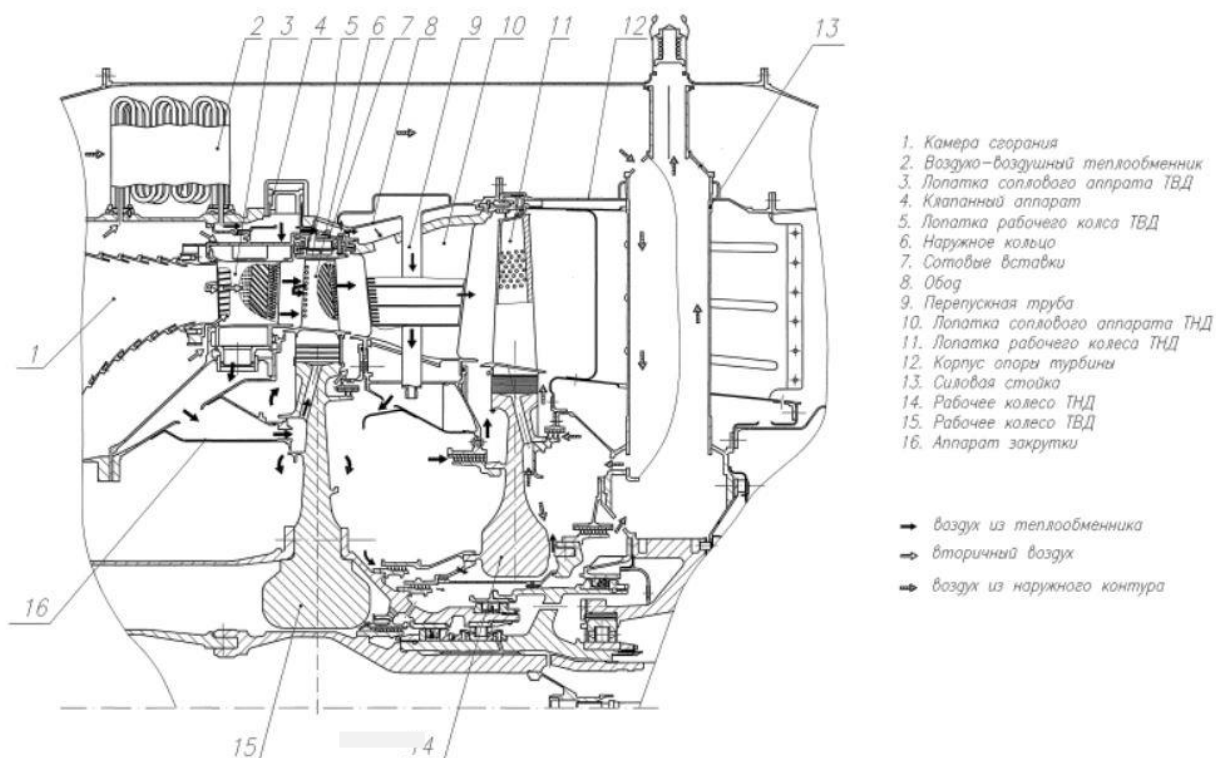 2 3 4 5 6 7 8 9 10 11 12 13
1. Камера сгорания
2. Воздухо-воздушный теплообменник
3. Лопатка соплового аппрата ТВД
4. Клапанный аппарат
5. Лопатка рабочего колса ТВД
6. Наружное кольцо
7. Сотовые вставки
8. Обод
9. Перепускная труба
10. Лопатка соплового аппарата ТНД
11. Лопатка рабочего колеса ТНД
12. Корпус опоры турбины
13. Силовая стойка
14. Рабочее колесо ТНД
15. Рабочее колесо ТВД
16. Аппарат закрутки
воздух из теплообменника
вторичный воздух
воздух из наружного контура
1
16
15
4